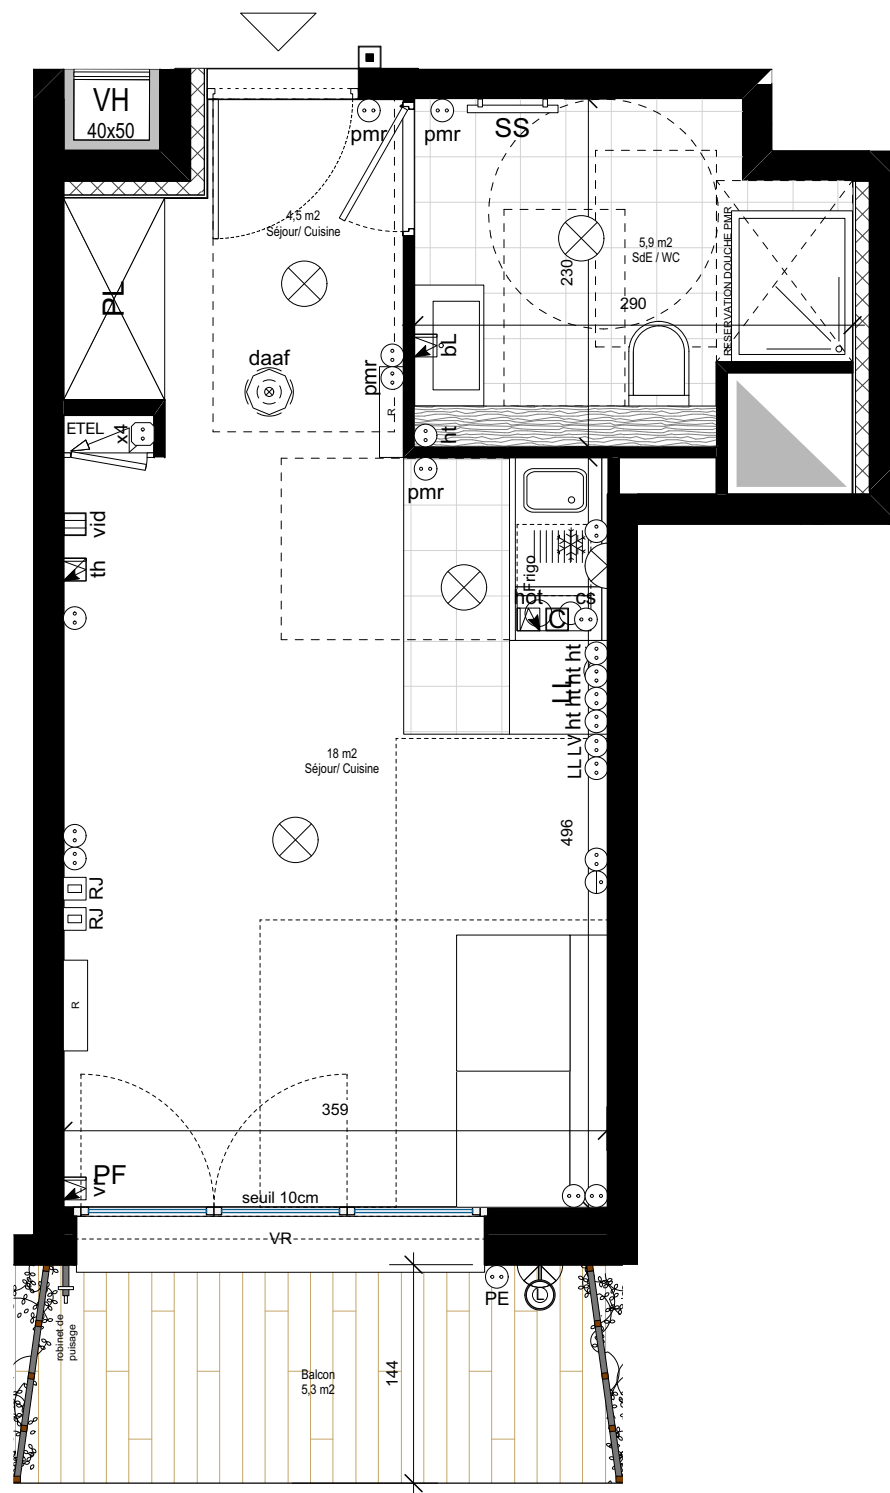 VH
40x50
pmr
pmr
SS
4,5 m2
Séjour/ Cuisine
5,9 m2
SdE / WC
230
290
RESERVATION DOUCHE PMR
PL
daaf
pmr
R
bL
ht
ETEL
x4
pmr
vid
th
Frigo
hot
cs
C
LL
ht
ht
ht
ht
LV
LL
18 m2
Séjour/ Cuisine
496
RJ
RJ
R
359
PF
vr
seuil 10cm
VR
PE
L
robinet de
puisage
Balcon
5,3 m2
144